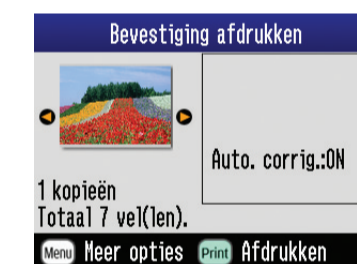 Bevestiging afdrukken
Auto. corrig.:ON
1 kopieën
Totaal 7 vel(len).
Menu Meer opties Print Afdrukken